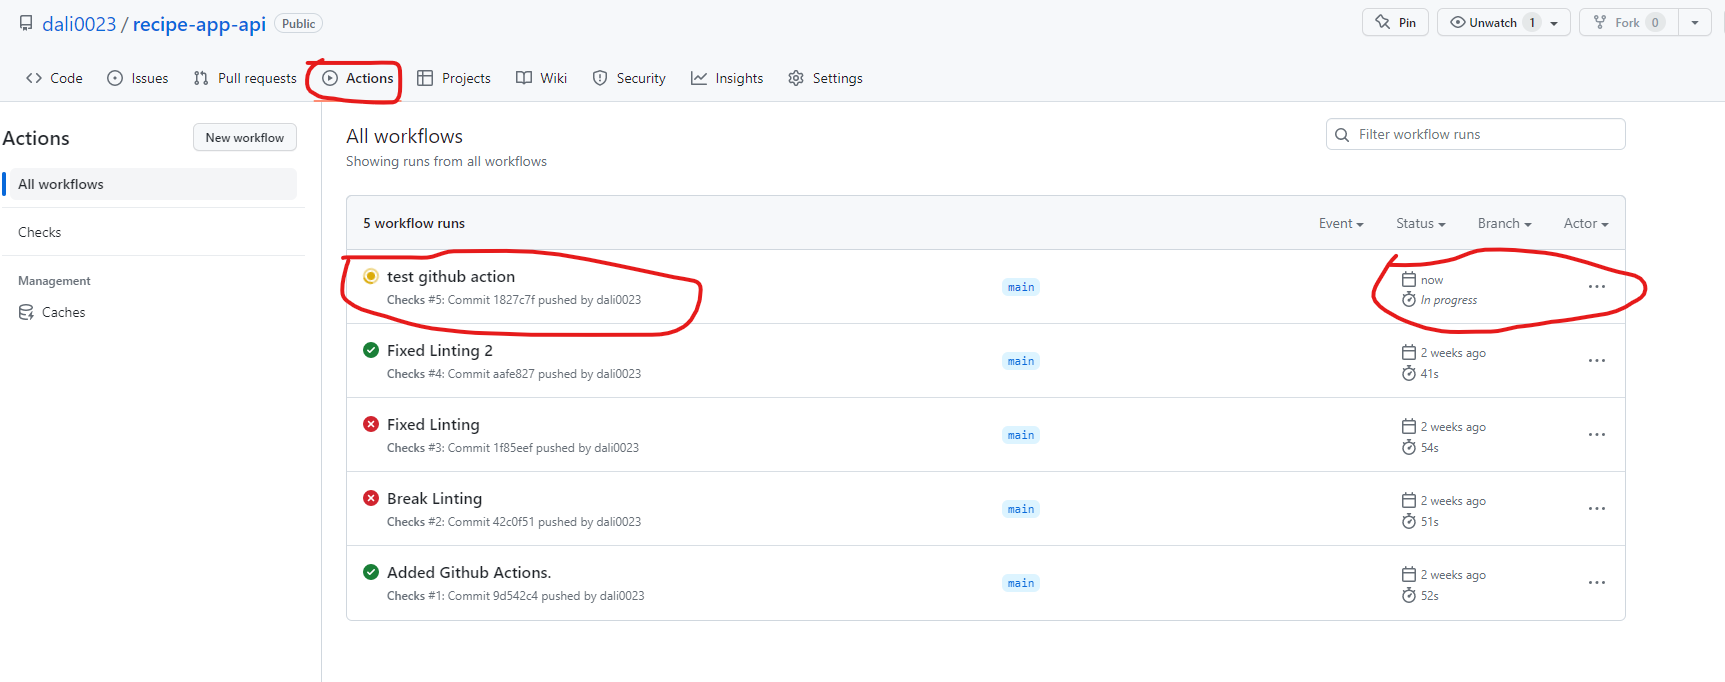 dali0023 / recipe-app-api Public
Pin Unwatch 1 Fork 0
Code Issues Pull requests Actions Projects Wiki Security Insights Settings
Actions New workflow
All workflows
Checks
Management
Caches
All workflows
Showing runs from all workflows
Filter workflow runs
5 workflow runs Event Status Branch Actor
test github action
Checks #5: Commit 1827c7f pushed by dali0023
main
now
In progress
Fixed Linting 2
Checks #4: Commit aafe827 pushed by dali0023
main
2 weeks ago
41s
Fixed Linting
Checks #3: Commit 1f85eef pushed by dali0023
main
2 weeks ago
54s
Break Linting
Checks #2: Commit 42c0f51 pushed by dali0023
main
2 weeks ago
51s
Added Github Actions.
Checks #1: Commit 9d542c4 pushed by dali0023
main
2 weeks ago
52s